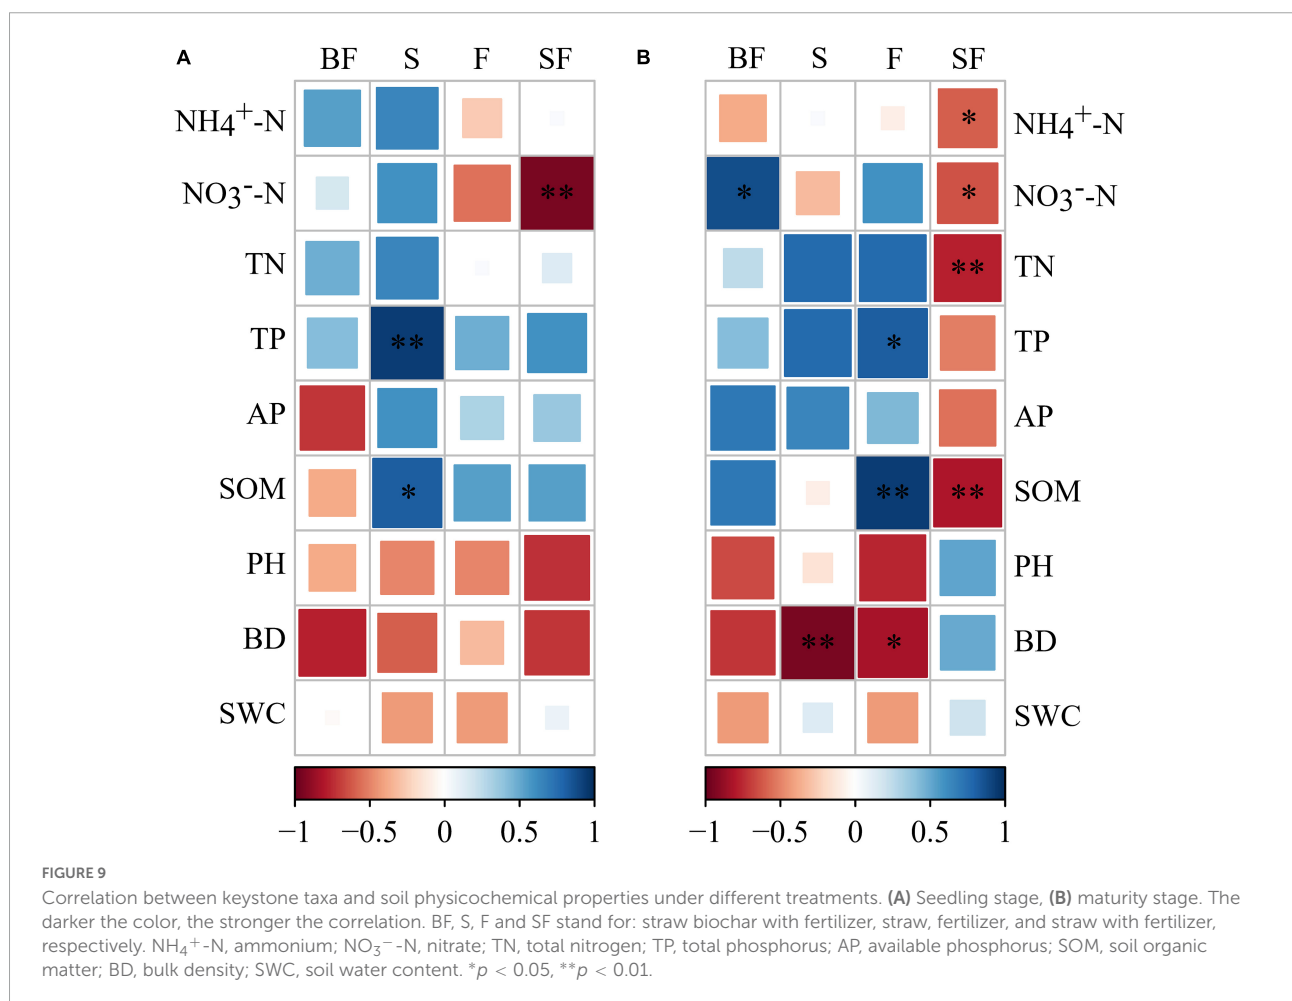 A BF S F SF B BF S F SF
NH4+-N * NH4+-N
NO3--N ** * * NO3--N
TN ** TN
TP ** * TP
AP AP
SOM * ** ** SOM
PH PH
BD ** * BD
SWC SWC
−1 −0.5 0 0.5 1 −1 −0.5 0 0.5 1
FIGURE 9
Correlation between keystone taxa and soil physicochemical properties under different treatments. (A) Seedling stage, (B) maturity stage. The
darker the color, the stronger the correlation. BF, S, F and SF stand for: straw biochar with fertilizer, straw, fertilizer, and straw with fertilizer,
respectively. NH4+-N, ammonium; NO3−-N, nitrate; TN, total nitrogen; TP, total phosphorus; AP, available phosphorus; SOM, soil organic
matter; BD, bulk density; SWC, soil water content. *p < 0.05, **p < 0.01.